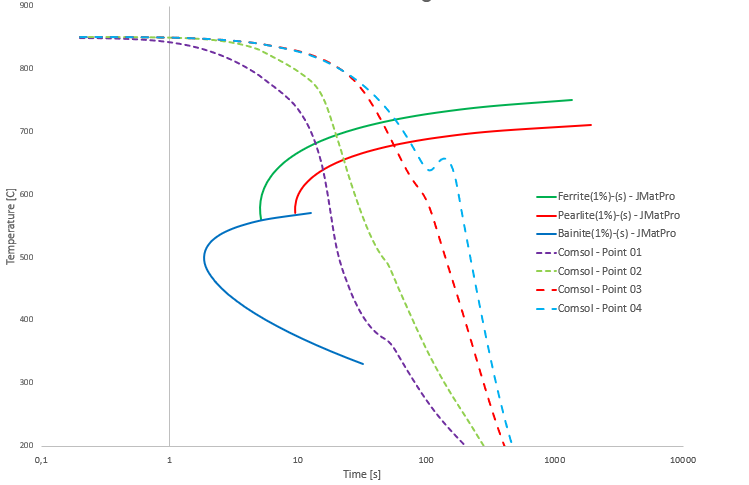 900
800
700
600
500
400
300
200
Temperature [C]
0,1
1
10
100
1000
10000
Time [s]
Ferrite(1%)-(s) - JMatPro
Pearlite(1%)-(s) - JMatPro
Bainite(1%)-(s) - JMatPro
Comsol - Point 01
Comsol - Point 02
Comsol - Point 03
Comsol - Point 04